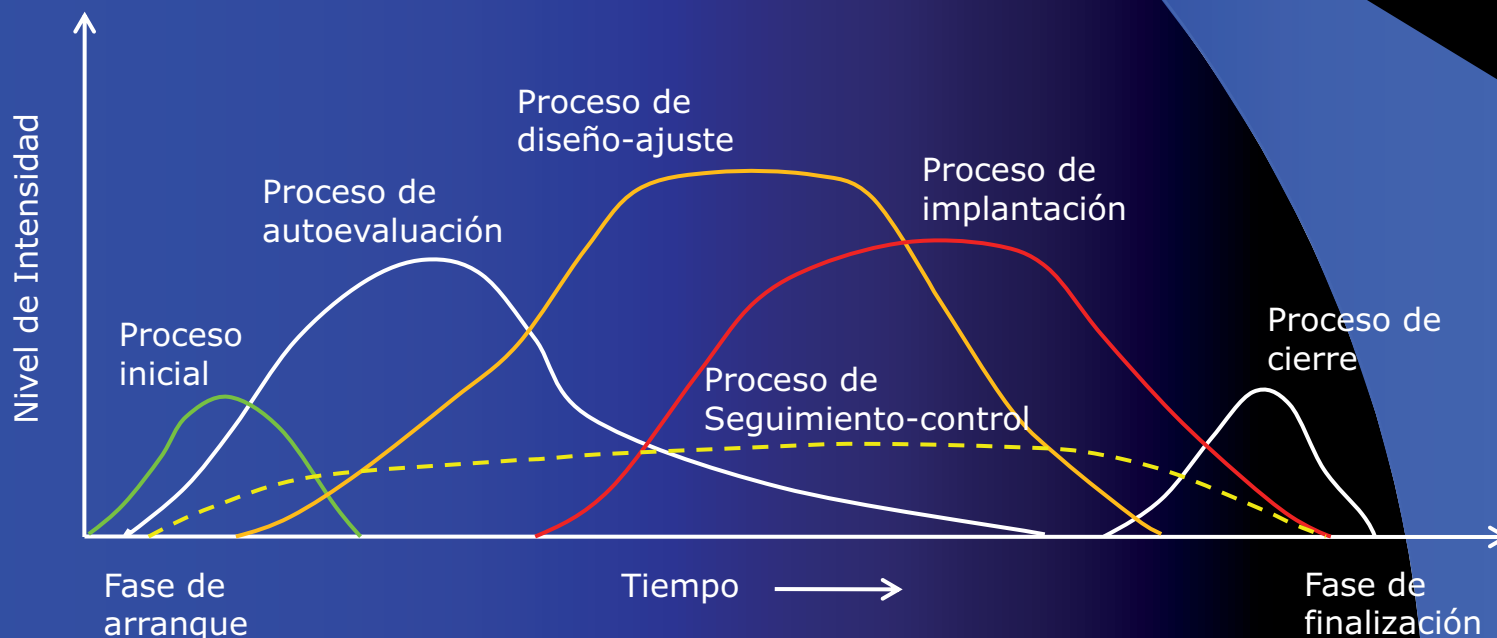 Nivel de Intensidad
Proceso
inicial
Proceso de
autoevaluación
Proceso de
diseño-ajuste
Proceso de
Seguimiento-control
Proceso de
implantación
Proceso de
cierre
Fase de
arranque
Tiempo
Fase de
finalización